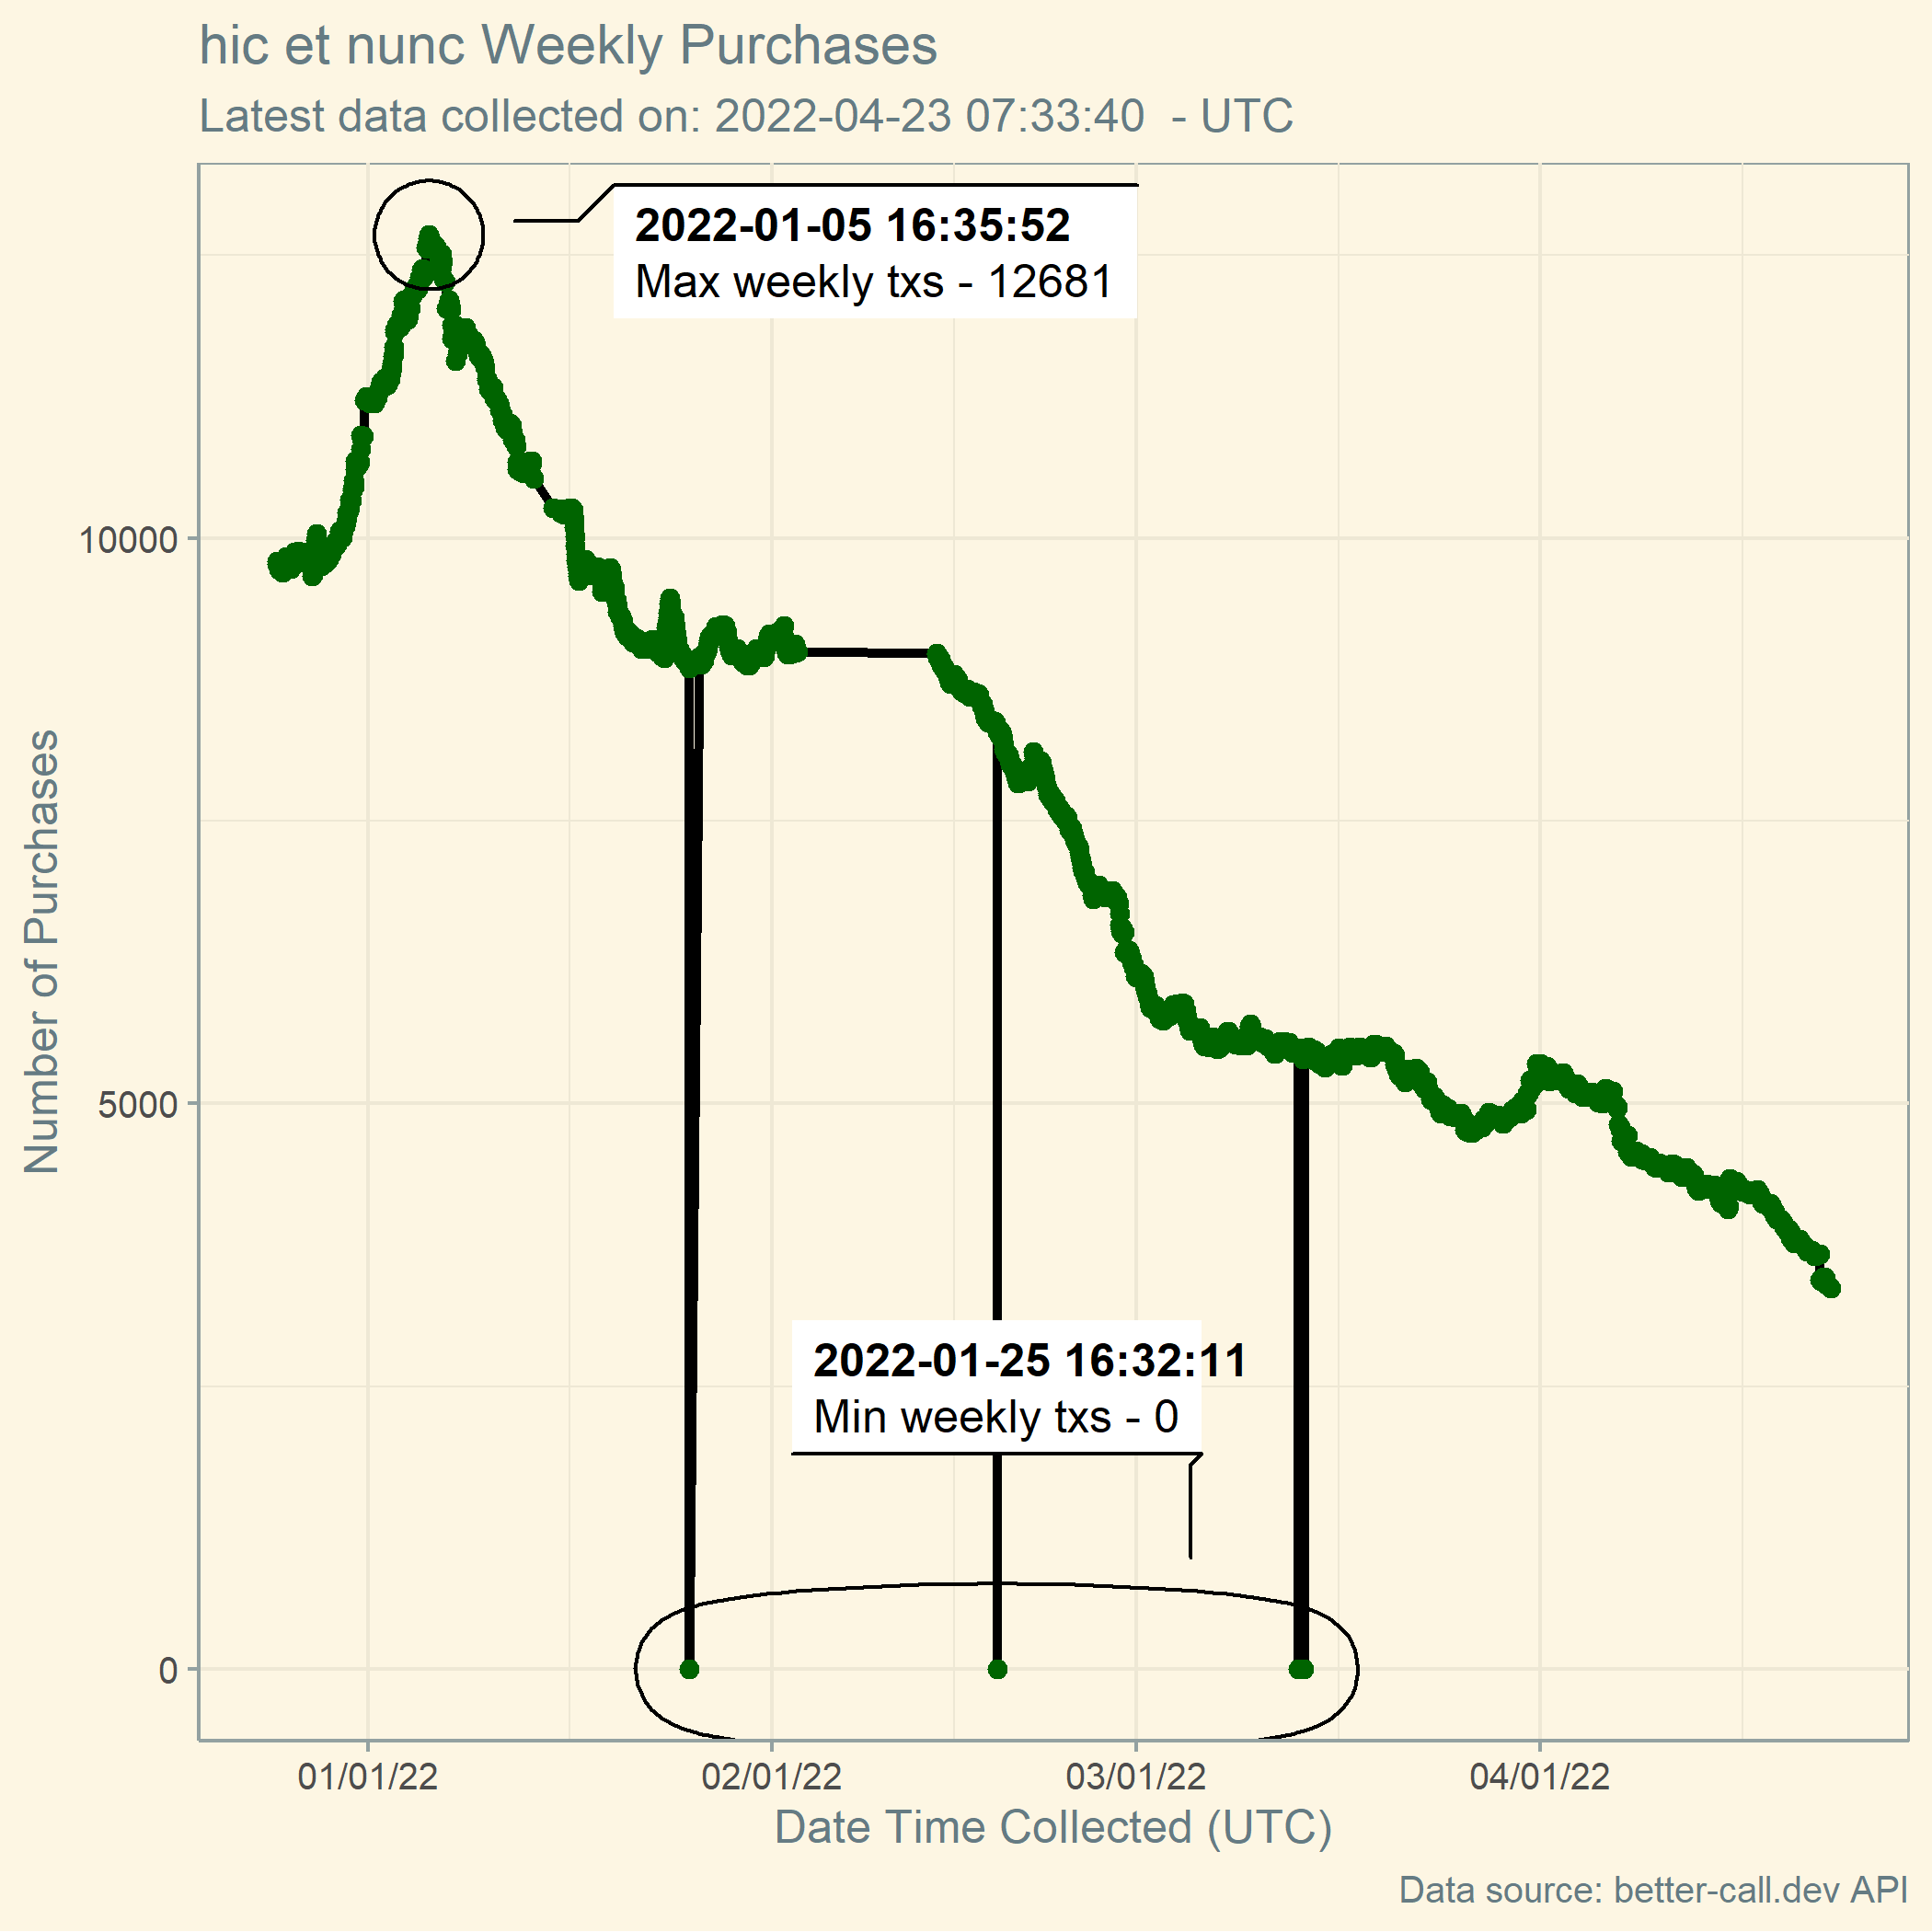 hic et nunc Weekly Purchases
Latest data collected on: 2022-04-23 07:33:40  - UTC
2022-01-05 16:35:52
Max weekly txs - 12681
10000
5000
0
Number of Purchases
2022-01-25 16:32:11
Min weekly txs - 0
01/01/22 02/01/22 03/01/22 04/01/22
Date Time Collected (UTC)
Data source: better-call.dev API